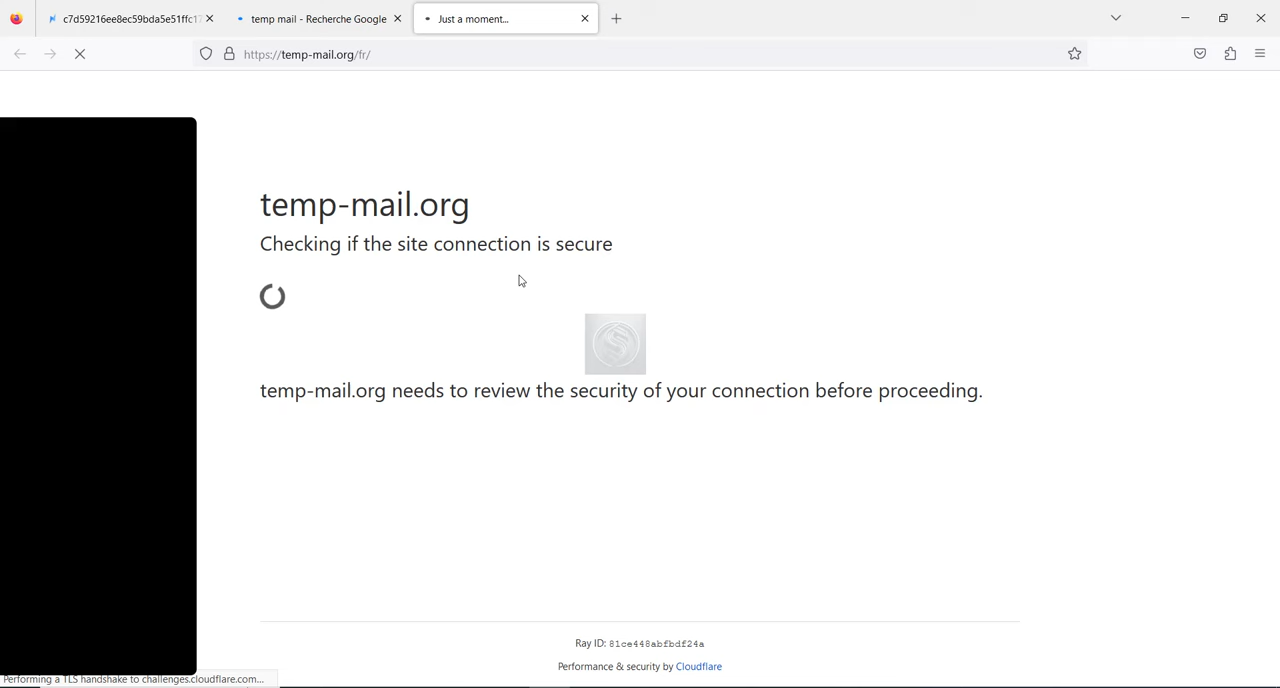 c7d59216ee8ec59bda5e51ffc17
temp mail - Recherche Google
Just a moment...
https://temp-mail.org/fr/
temp-mail.org
Checking if the site connection is secure
temp-mail.org needs to review the security of your connection before proceeding.
Ray ID: 81ce448abfbdf24a
Performance & security by Cloudflare
Performing a TLS handshake to challenges.cloudflare.com...